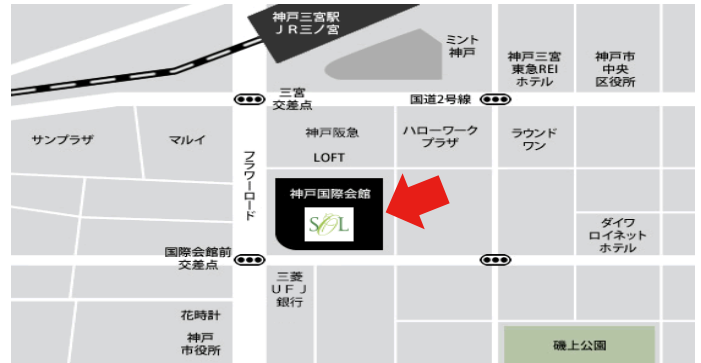 神戸三宮駅
ＪＲ三ノ宮
ミント
神戸
神戸三宮
東急REI
ホテル
神戸市
中央
区役所
三宮
交差点
国道2号線
サンプラザ
マルイ
フラワーロード
神戸阪急
LOFT
ハローワーク
プラザ
ラウンド
ワン
神戸国際会館
SOL
ダイワ
ロイネット
ホテル
国際会館前
交差点
三菱
ＵＦＪ
銀行
花時計
神戸
市役所
磯上公園